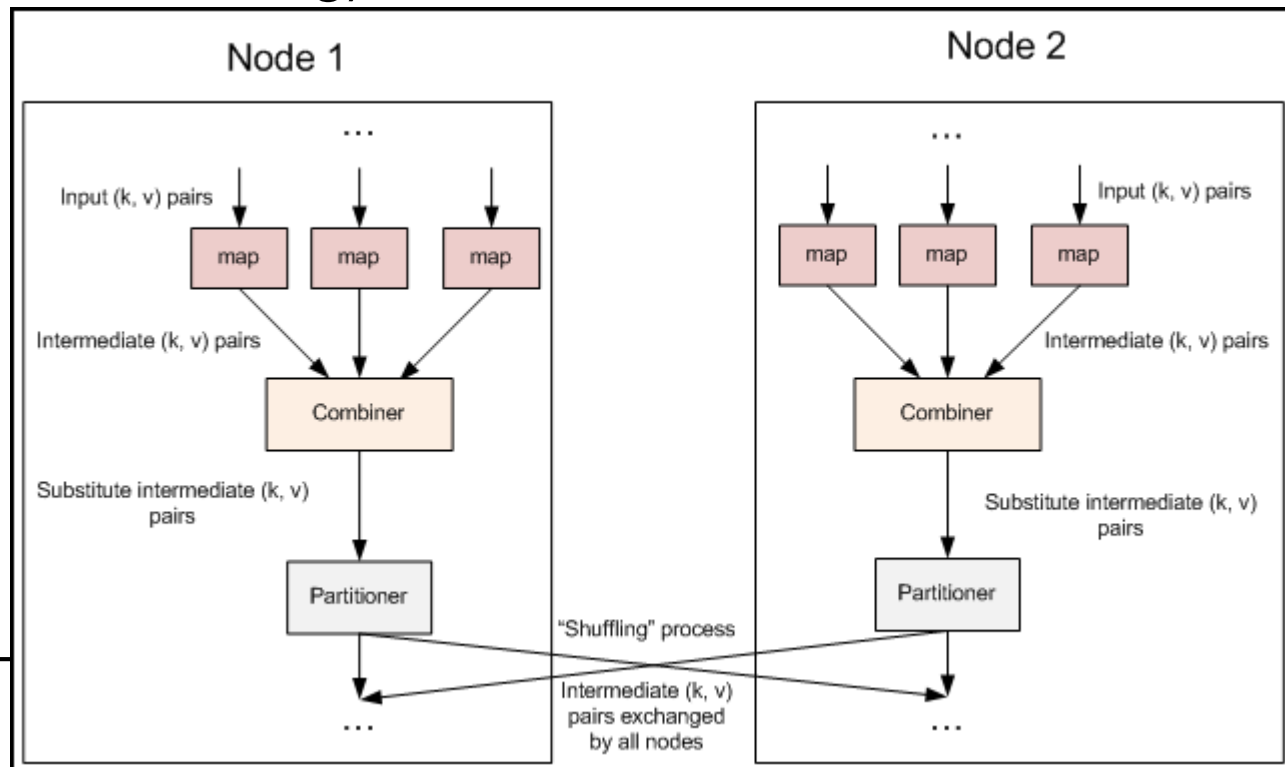 Node 1
Node 2
...
...
Input (k, v) pairs
Input (k, v) pairs
map
map
map
map
map
map
Intermediate (k, v) pairs
Intermediate (k, v) pairs
Combiner
Combiner
Substitute intermediate (k, v)
pairs
Substitute intermediate (k, v)
pairs
Partitioner
Partitioner
“Shuffling” process
Intermediate (k, v)
pairs exchanged
by all nodes
...
...